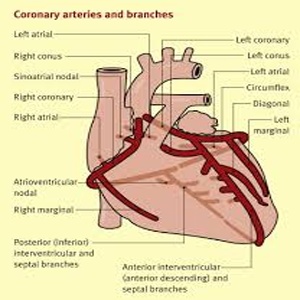 Coronary arteries and branches
Left atrial
Right conus
Sinoatrial nodal
Right coronary
Right atrial
Atrioventricular
nodal
Right marginal
Posterior (inferior)
interventricular and
septal branches
Left coronary
Left conus
Left atrial
Circumflex
Diagonal
Left
marginal
Anterior interventricular
(anterior descending) and
septal branches